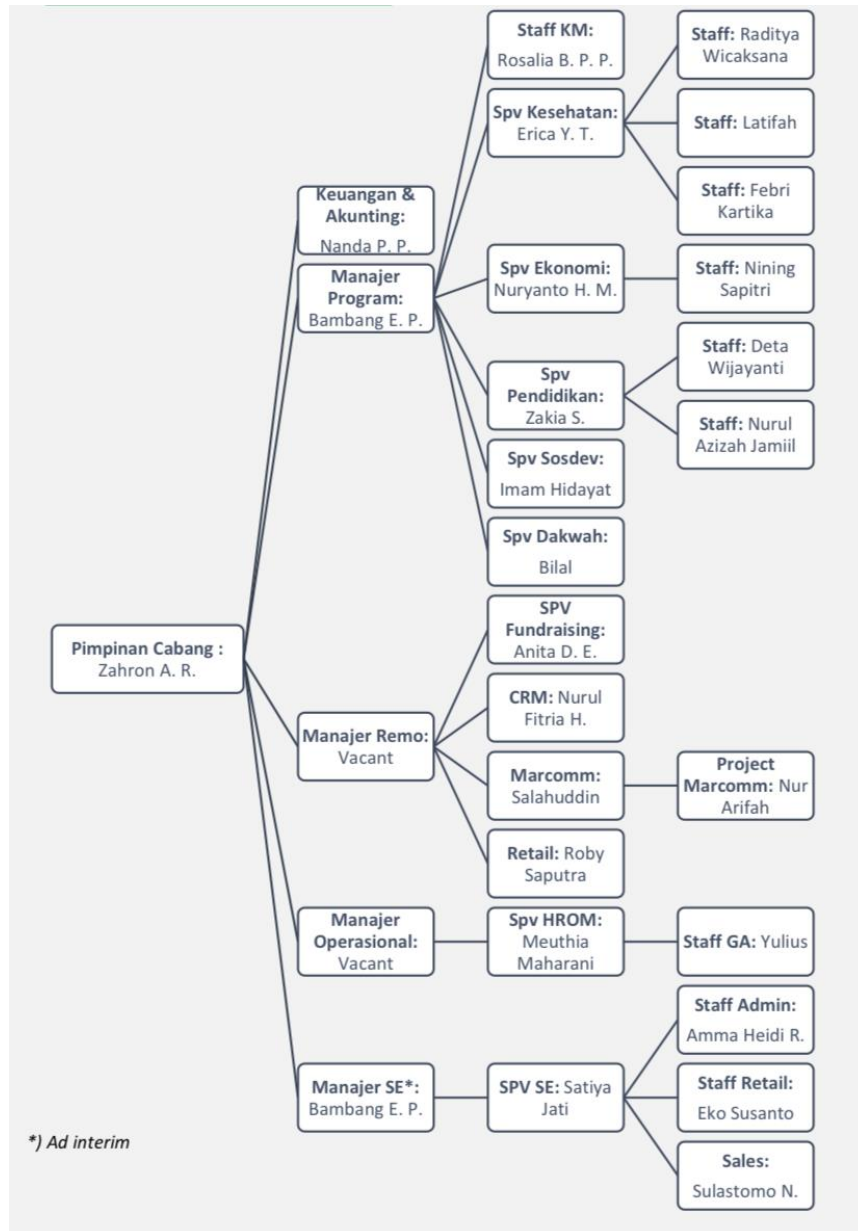 Staff KM:
Rosalia B. P. P.
Spv Kesehatan:
Erica Y. T.
Staff: Raditya
Wicaksana
Staff: Latifah
Staff: Febri
Kartika
Keuangan &
Akunting:
Nanda P. P.
Manajer
Program:
Bambang E. P.
Spv Ekonomi:
Nuryanto H. M.
Staff: Nining
Sapitri
Spv
Pendidikan:
Zakia S.
Staff: Deta
Wijayanti
Staff: Nurul
Azizah Jamiil
Spv Sosdev:
Imam Hidayat
Spv Dakwah:
Bilal
Pimpinan Cabang :
Zahron A. R.
SPV
Fundraising:
Anita D. E.
CRM: Nurul
Fitria H.
Manajer Remo:
Vacant
Marcomm:
Salahuddin
Project
Marcomm: Nur
Arifah
Retail: Roby
Saputra
Manajer
Operasional:
Vacant
Spv HROM:
Meuthia
Maharani
Staff GA: Yulius
Manajer SE*:
Bambang E. P.
SPV SE: Satiya
Jati
Staff Admin:
Amma Heidi R.
Staff Retail:
Eko Susanto
Sales:
Sulastomo N.
*) Ad interim